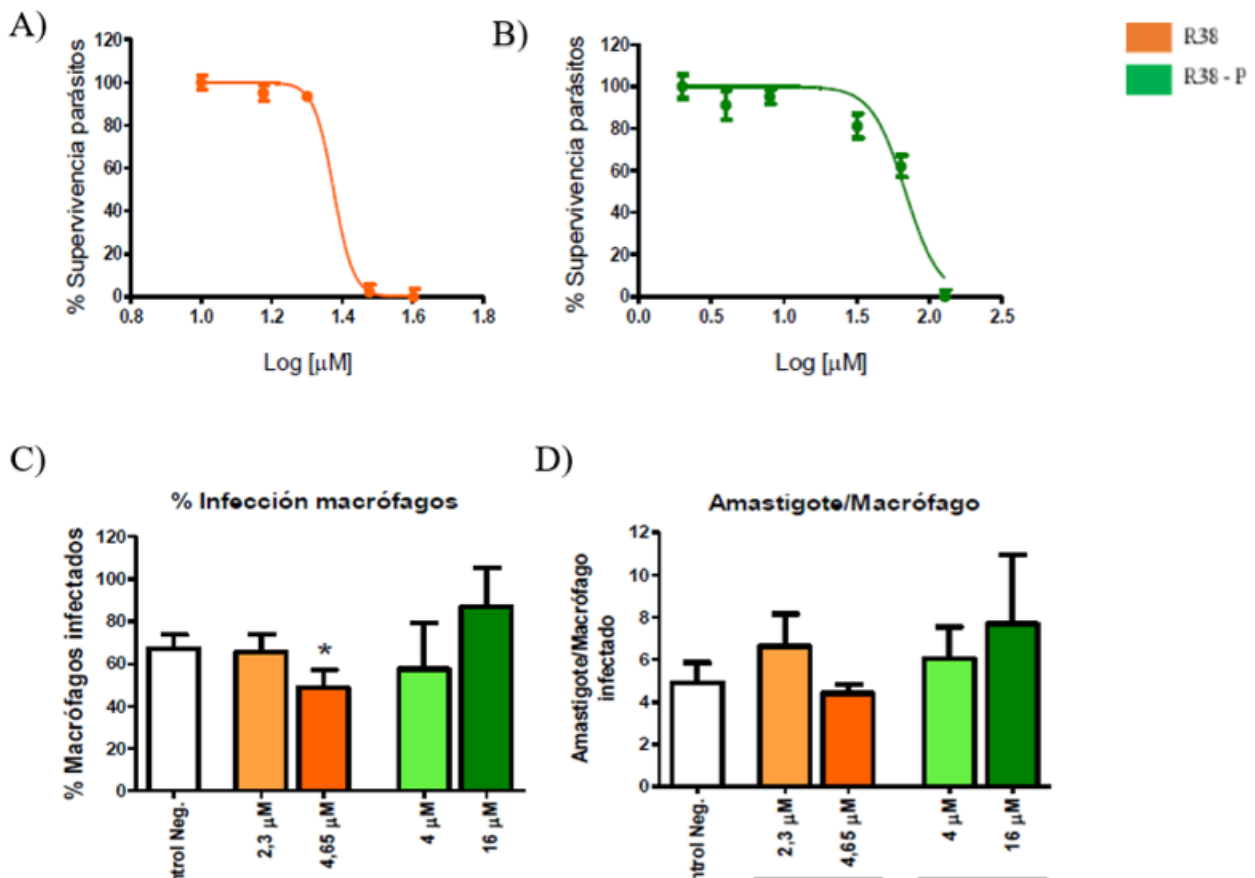 A)
120
100
80
60
40
20
0
% Supervivencia parásitos
0.8
1.0
1.2
1.4
1.6
1.8
Log [µM]
B)
120
100
80
60
40
20
0
% Supervivencia parásitos
0.0
0.5
1.0
1.5
2.0
2.5
Log [µM]
R38
R38 - P
C)
% Infección macrófagos
120
100
80
60
40
20
0
% Macrófagos infectados
*
2,3 µM
4,65 µM
4 µM
16 µM
D)
Amastigote/Macrófago
12
10
8
6
4
2
0
Amastigote/Macrófago
infectado
2,3 µM
4,65 µM
4 µM
16 µM